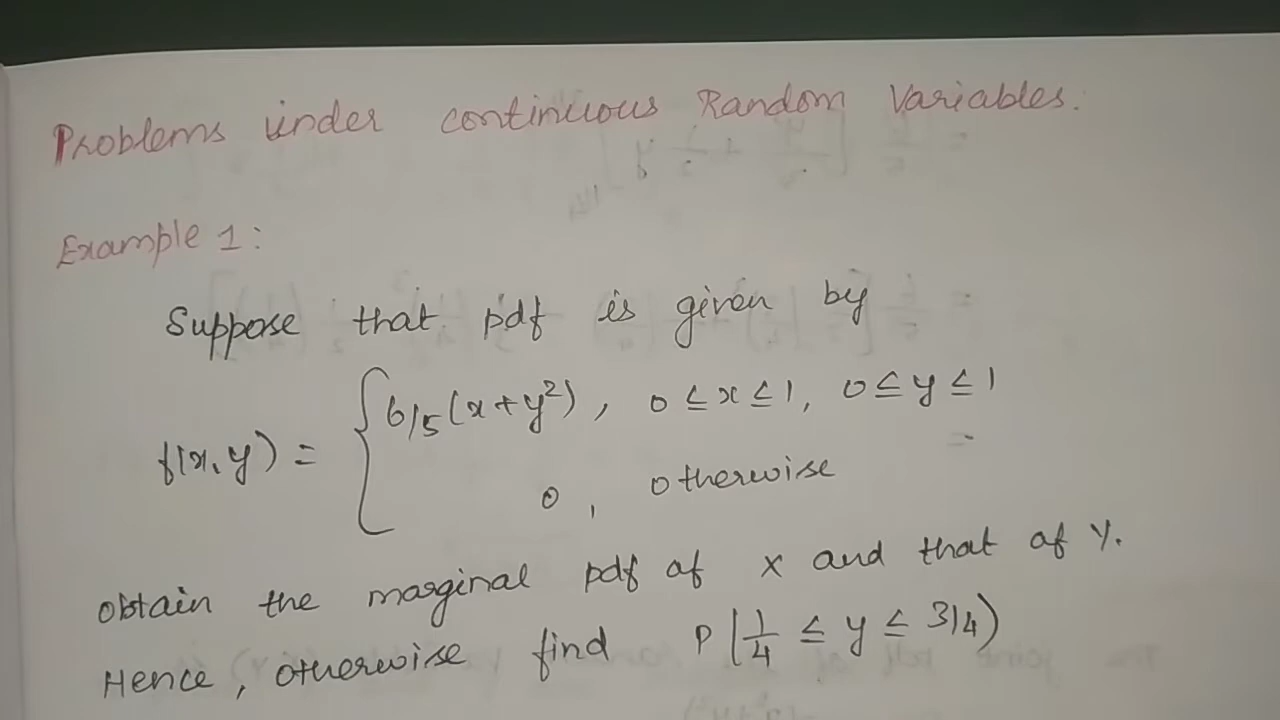 Problems under continuous Random Variables.
Example 1:
Suppose that pdf is given by
f(x, y) = { 6/5 (x+y²), 0 ≤ x ≤ 1, 0 ≤ y ≤ 1
0, otherwise
obtain the marginal pdf of x and that of y.
Hence, otherwise find P(1/4 ≤ y ≤ 3/4)